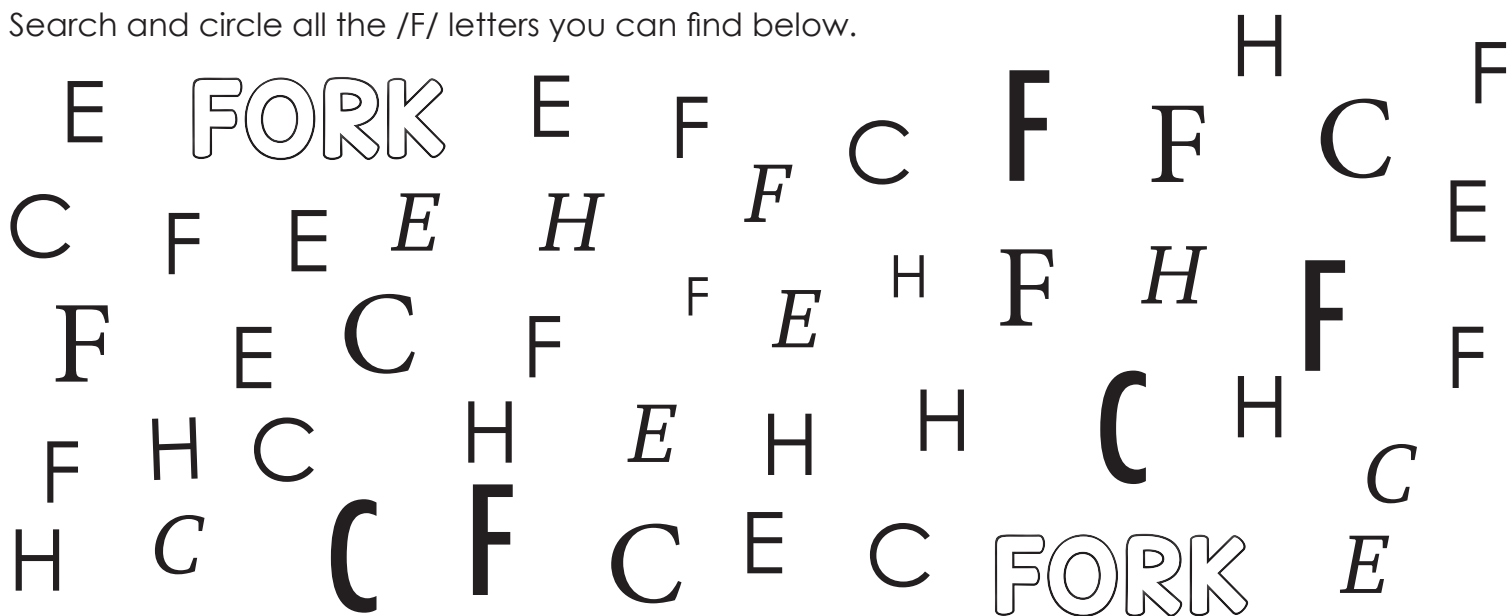 Search and circle all the /F/ letters you can find below.
H F
E FORK E F C F F C
F
C F E E H E
F E C F F E H F H F F
F H C H E H H C H C
H C C F C E C FORK E